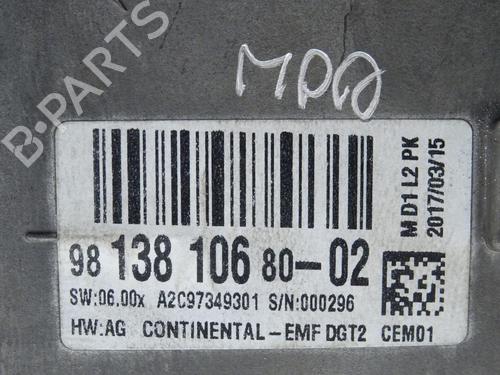 MPQ
B-PARTS
98 138 106 80-02
SW:06.00x A2C97349301 S/N:000296
HW:AG CONTINENTAL-EMF DGT2 CEM01
M D1 L2 PK
2017/03/15